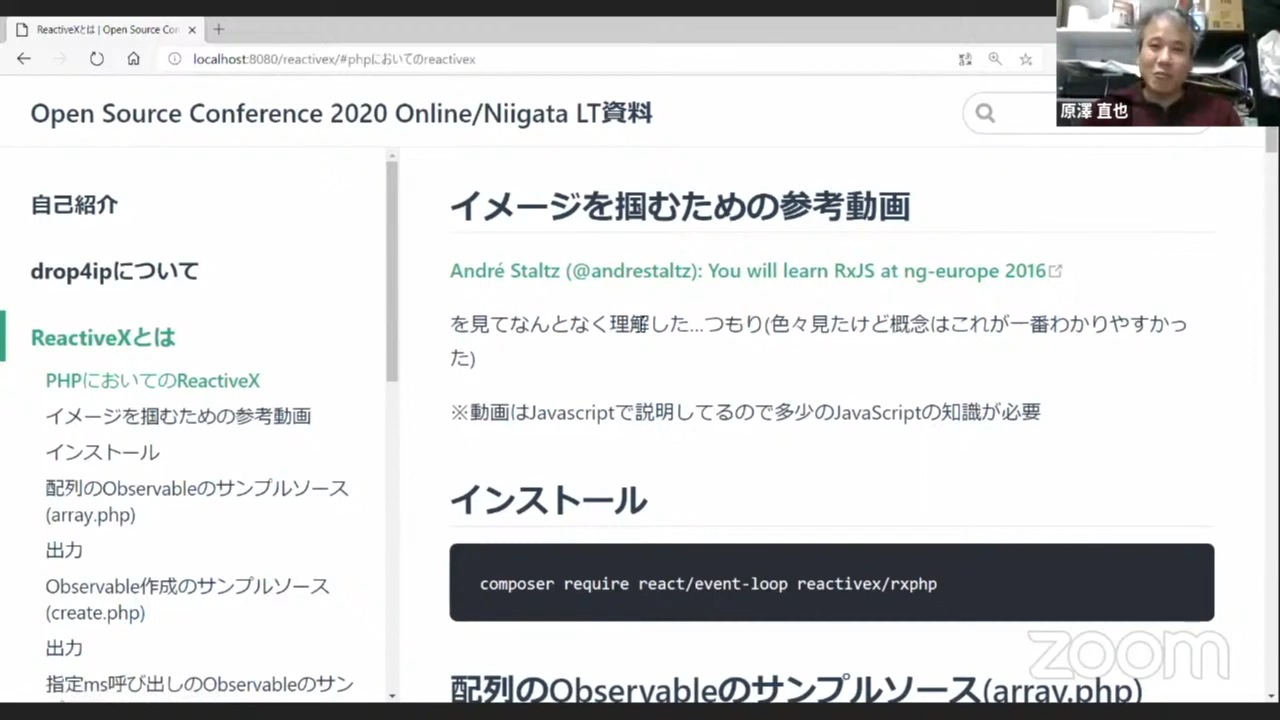 ReactiveXとは | Open Source Con
localhost:8080/reactivex/#phpにおいてのreactivex
原澤 直也
Open Source Conference 2020 Online/Niigata LT資料
自己紹介
drop4ipについて
ReactiveXとは
PHPにおいてのReactiveX
イメージを掴むための参考動画
インストール
配列のObservableのサンプルソース
(array.php)
出力
Observable作成のサンプルソース
(create.php)
出力
指定ms呼び出しのObservableのサン
イメージを掴むための参考動画
André Staltz (@andrestaltz): You will learn RxJS at ng-europe 2016
を見てなんとなく理解した...つもり(色々見たけど概念はこれが一番わかりやすかっ
た)
※動画はJavascriptで説明してるので多少のJavaScriptの知識が必要
インストール
composer require react/event-loop reactivex/rxphp
配列のObservableのサンプルソース(array.php)
zoom